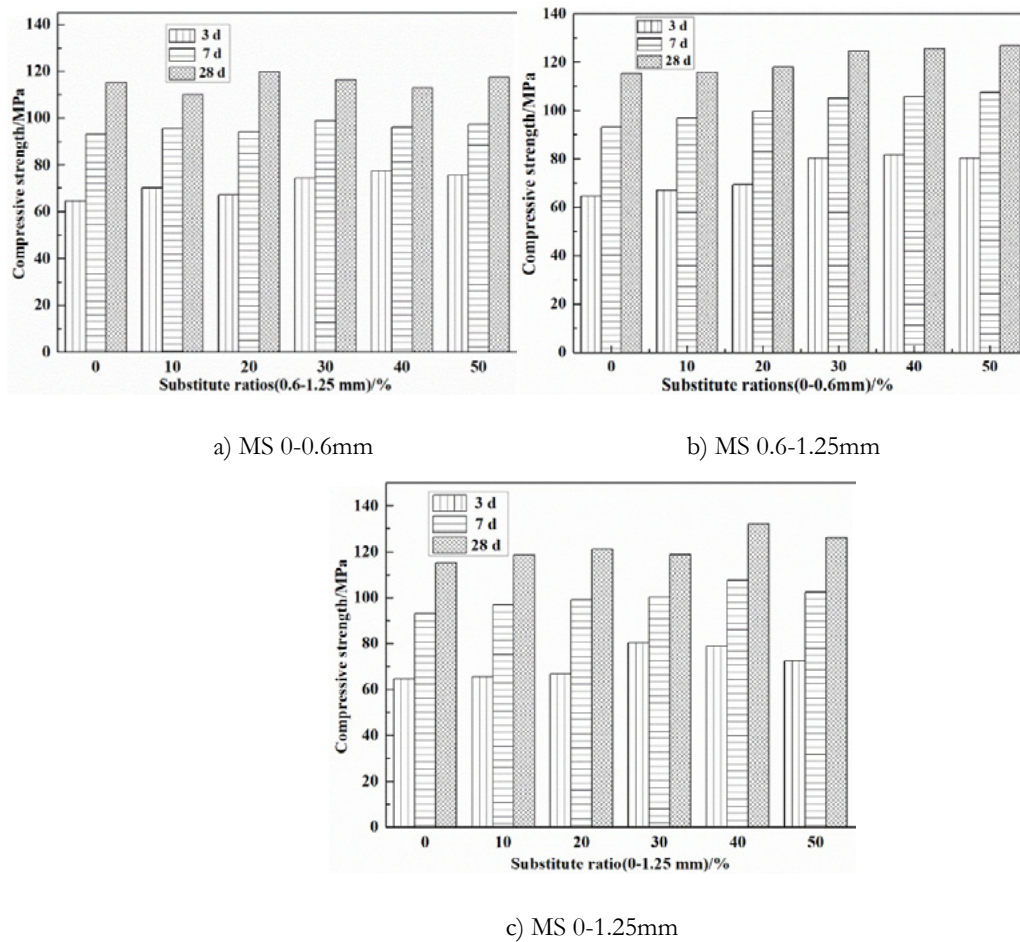 140
120
100
80
60
40
20
0
Compressive strength/MPa
3 d
7 d
28 d
0 10 20 30 40 50
Substitute ratios(0.6-1.25 mm)/%
a) MS 0-0.6mm
140
120
100
80
60
40
20
0
Compressive strength/MPa
3 d
7 d
28 d
0 10 20 30 40 50
Substitute rations(0-0.6mm)/%
b) MS 0.6-1.25mm
140
120
100
80
60
40
20
0
Compressive strength/MPa
3 d
7 d
28 d
0 10 20 30 40 50
Substitute ratio(0-1.25 mm)/%
c) MS 0-1.25mm